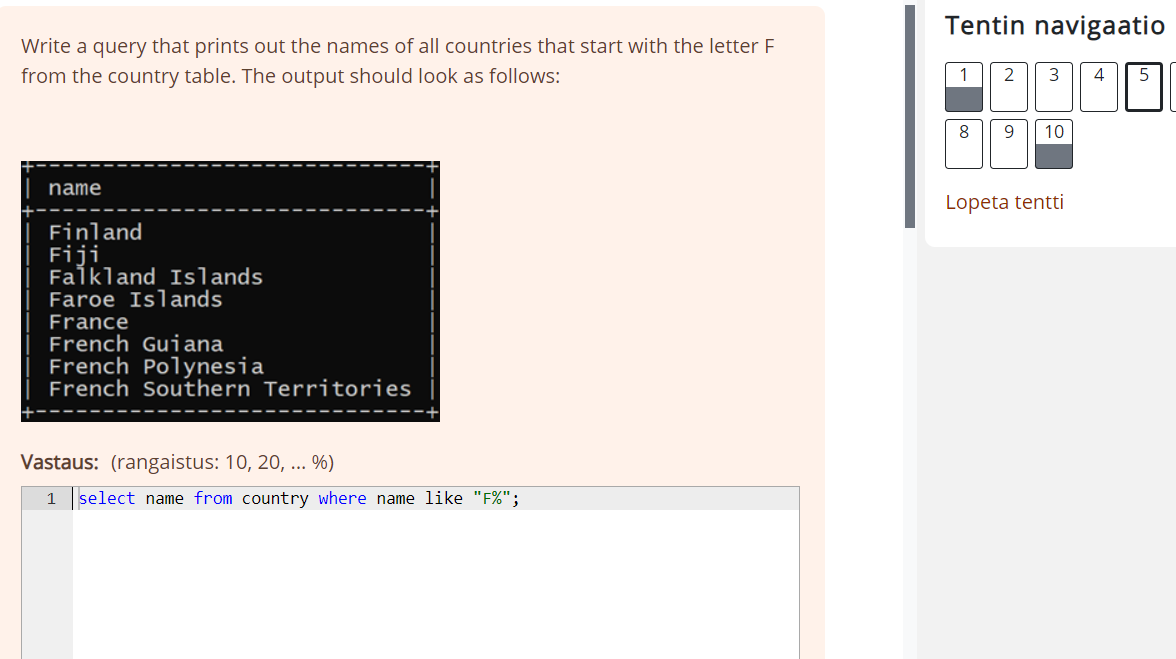 Write a query that prints out the names of all countries that start with the letter F
from the country table. The output should look as follows:
+-----------------------------+
| name |
+-----------------------------+
| Finland |
| Fiji |
| Falkland Islands |
| Faroe Islands |
| France |
| French Guiana |
| French Polynesia |
| French Southern Territories |
+-----------------------------+
Vastaus: (rangaistus: 10, 20, ... %)
1 select name from country where name like "F%";
Tentin navigaatio
1 2 3 4 5
8 9 10
Lopeta tentti